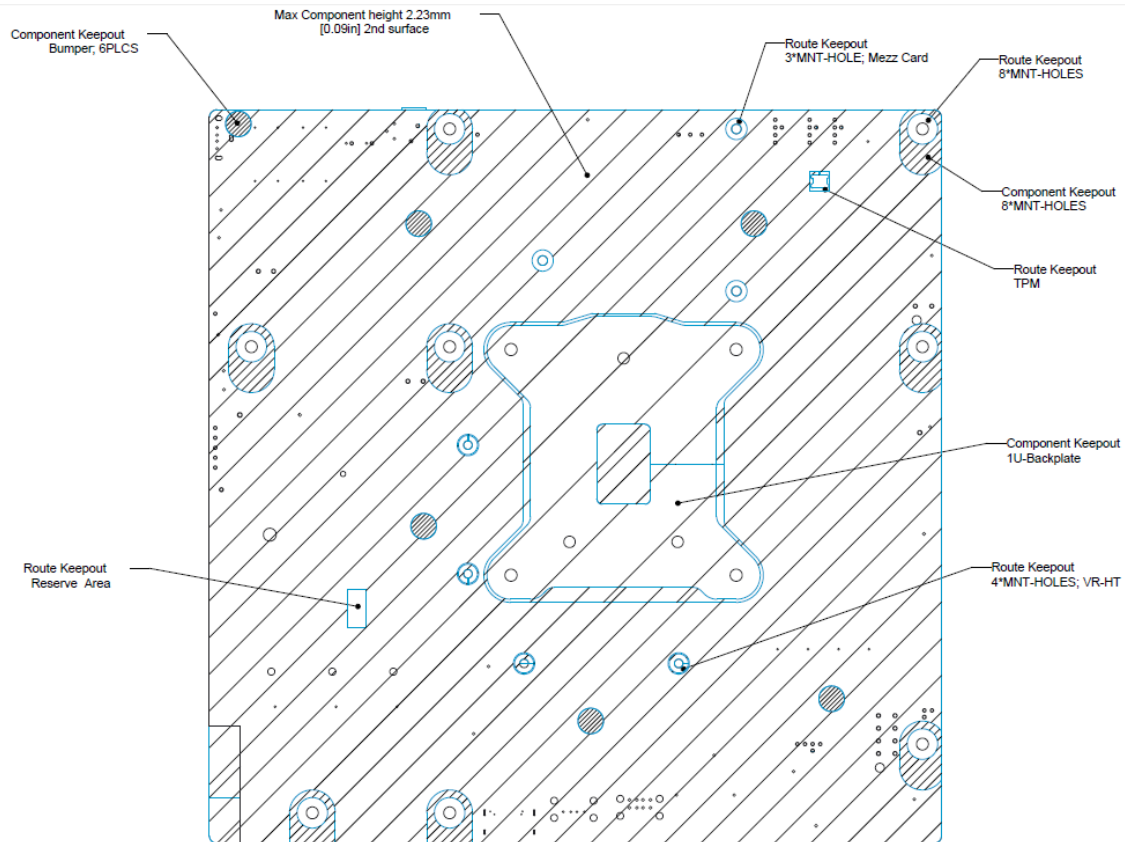 Max Component height 2.23mm
[0.09in] 2nd surface
Component Keepout
Bumper; 6PLCS
Route Keepout
3*MNT-HOLE; Mezz Card
Route Keepout
8*MNT-HOLES
Component Keepout
8*MNT-HOLES
Route Keepout
TPM
Component Keepout
1U-Backplate
Route Keepout
Reserve Area
Route Keepout
4*MNT-HOLES; VR-HT